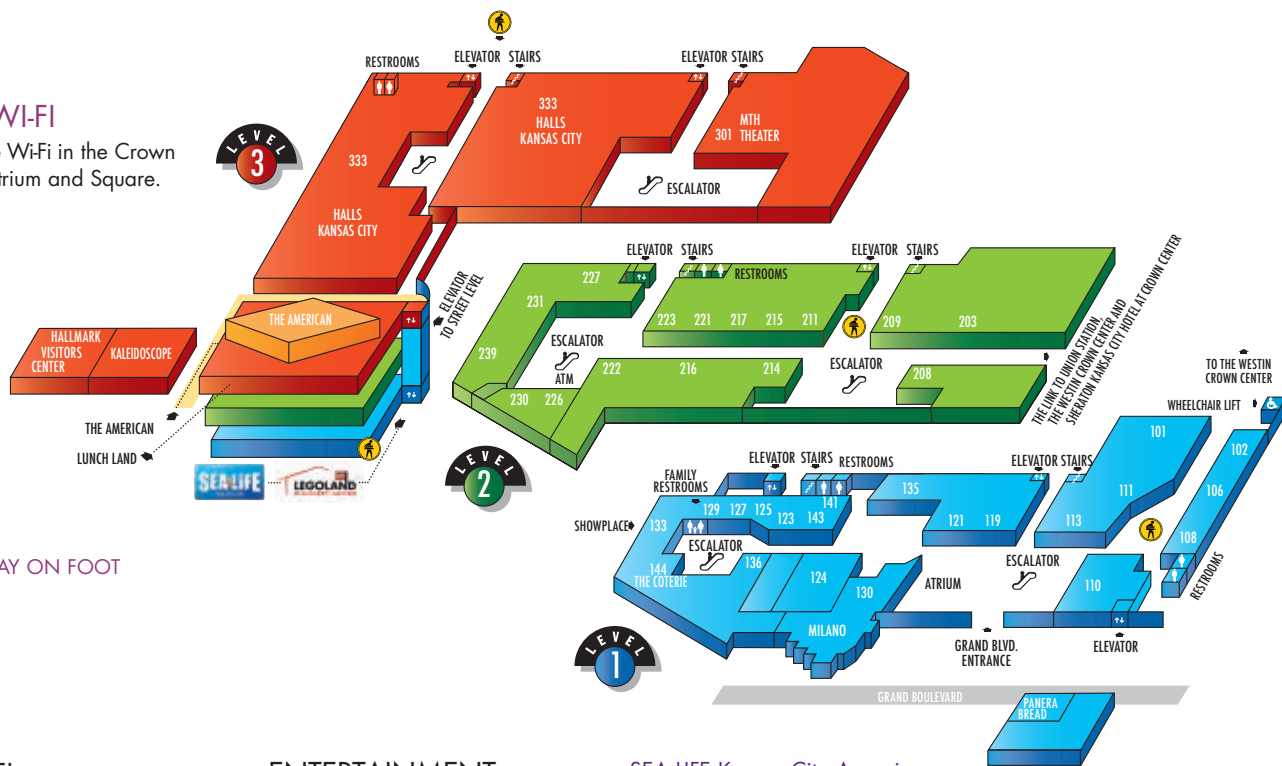 WI-FI
Wi-Fi in the Crown
trium and Square.
LEVEL
3
RESTROOMS
ELEVATOR STAIRS
ELEVATOR STAIRS
333
HALLS
KANSAS CITY
333
HALLS
KANSAS CITY
301
MTH
THEATER
ESCALATOR
HALLMARK
VISITORS
CENTER
KALEIDOSCOPE
THE AMERICAN
ELEVATOR
TO STREET LEVEL
THE AMERICAN
LUNCH LAND
SEA LIFE
LEGOLAND
LEVEL
2
ELEVATOR STAIRS
RESTROOMS
ELEVATOR STAIRS
227
231
239
230
226
ESCALATOR
ATM
223
221
217
215
211
222
216
214
209
203
ESCALATOR
208
THE LINK TO UNION STATION,
THE WESTIN CROWN CENTER AND
SHERATON KANSAS CITY HOTEL AT CROWN CENTER
TO THE WESTIN
CROWN CENTER
WHEELCHAIR LIFT
LEVEL
1
FAMILY
RESTROOMS
ELEVATOR STAIRS RESTROOMS
ELEVATOR STAIRS
SHOWPLACE
133
129
127
125
123
143
141
135
121
119
113
111
101
102
106
108
RESTROOMS
ESCALATOR
144
THE COTERIE
136
124
130
MILANO
ATRIUM
ESCALATOR
110
GRAND BLVD.
ENTRANCE
ELEVATOR
GRAND BOULEVARD
PANERA
BREAD
AY ON FOOT
ENTERTAINMENT